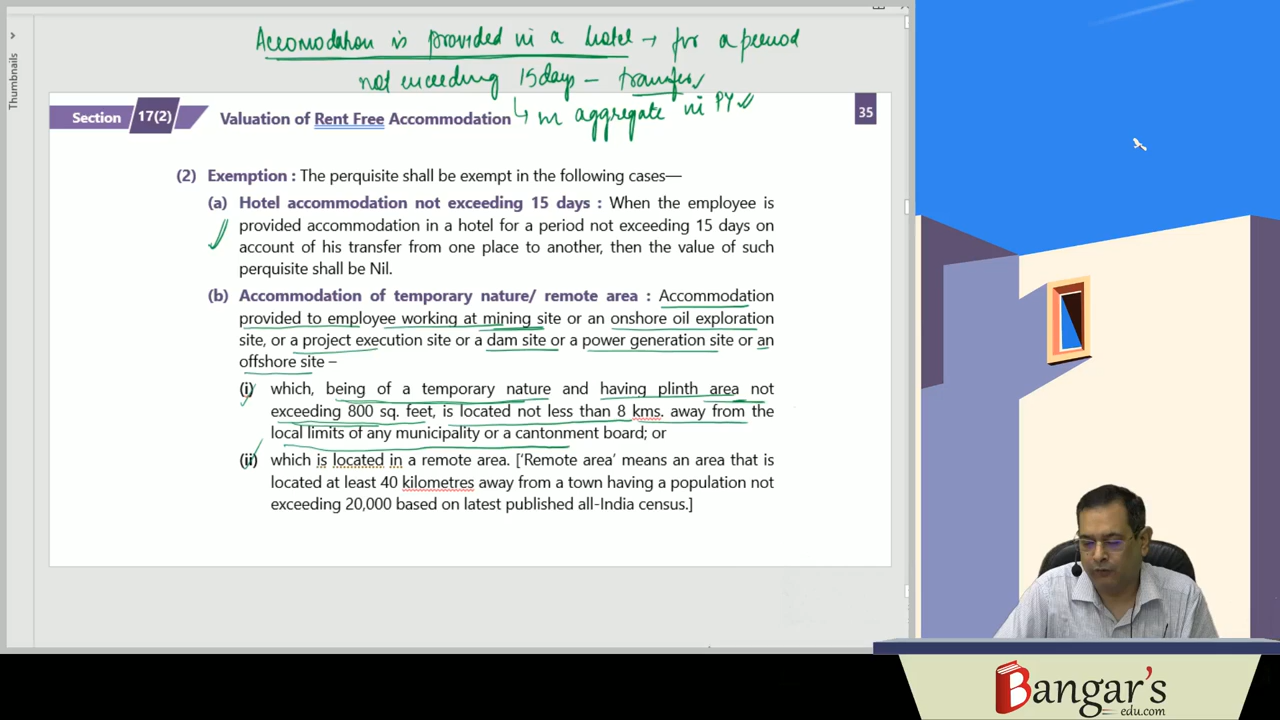 Thumbnails
Accomodation is provided in a hotel → for a period
not exceeding 15 days – transfer
↳ in aggregate in PY
Section 17(2) Valuation of Rent Free Accommodation 35
(2) Exemption : The perquisite shall be exempt in the following cases—
(a) Hotel accommodation not exceeding 15 days : When the employee is
provided accommodation in a hotel for a period not exceeding 15 days on
account of his transfer from one place to another, then the value of such
perquisite shall be Nil.
(b) Accommodation of temporary nature/ remote area : Accommodation
provided to employee working at mining site or an onshore oil exploration
site, or a project execution site or a dam site or a power generation site or an
offshore site –
(i) which, being of a temporary nature and having plinth area not
exceeding 800 sq. feet, is located not less than 8 kms. away from the
local limits of any municipality or a cantonment board; or
(ii) which is located in a remote area. [‘Remote area’ means an area that is
located at least 40 kilometres away from a town having a population not
exceeding 20,000 based on latest published all-India census.]
Bangar's
edu.com